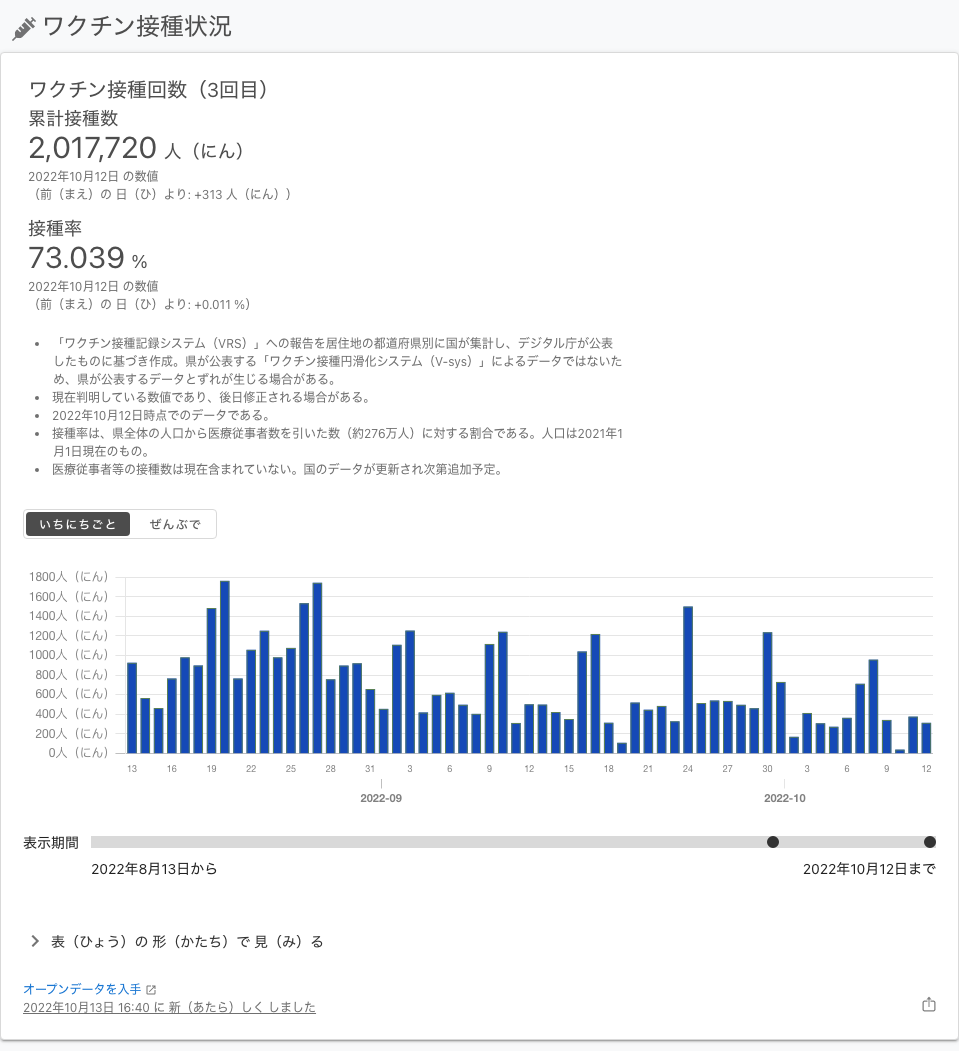 ワクチン接種状況
ワクチン接種回数（3回目）
累計接種数
2,017,720 人（にん）
2022年10月12日 の数値
（前（まえ）の 日（ひ）より: +313 人（にん））
接種率
73.039 %
2022年10月12日 の数値
（前（まえ）の 日（ひ）より: +0.011 %）
• 「ワクチン接種記録システム（VRS）」への報告を居住地の都道府県別に国が集計し、デジタル庁が公表
したものに基づき作成。県が公表する「ワクチン接種円滑化システム（V-sys）」によるデータではないた
め、県が公表するデータとずれが生じる場合がある。
• 現在判明している数値であり、後日修正される場合がある。
• 2022年10月12日時点でのデータである。
• 接種率は、県全体の人口から医療従事者数を引いた数（約276万人）に対する割合である。人口は2021年1
月1日現在のもの。
• 医療従事者等の接種数は現在含まれていない。国のデータが更新され次第追加予定。
いちにちごと ぜんぶで
1800人（にん）
1600人（にん）
1400人（にん）
1200人（にん）
1000人（にん）
800人（にん）
600人（にん）
400人（にん）
200人（にん）
0人（にん）
13 16 19 22 25 28 31 3 6 9 12 15 18 21 24 27 30 3 6 9 12
2022-09 2022-10
表示期間
2022年8月13日から 2022年10月12日まで
表（ひょう）の 形（かたち）で 見（み）る
オープンデータを入手
2022年10月13日 16:40 に 新（あたら）しく しました